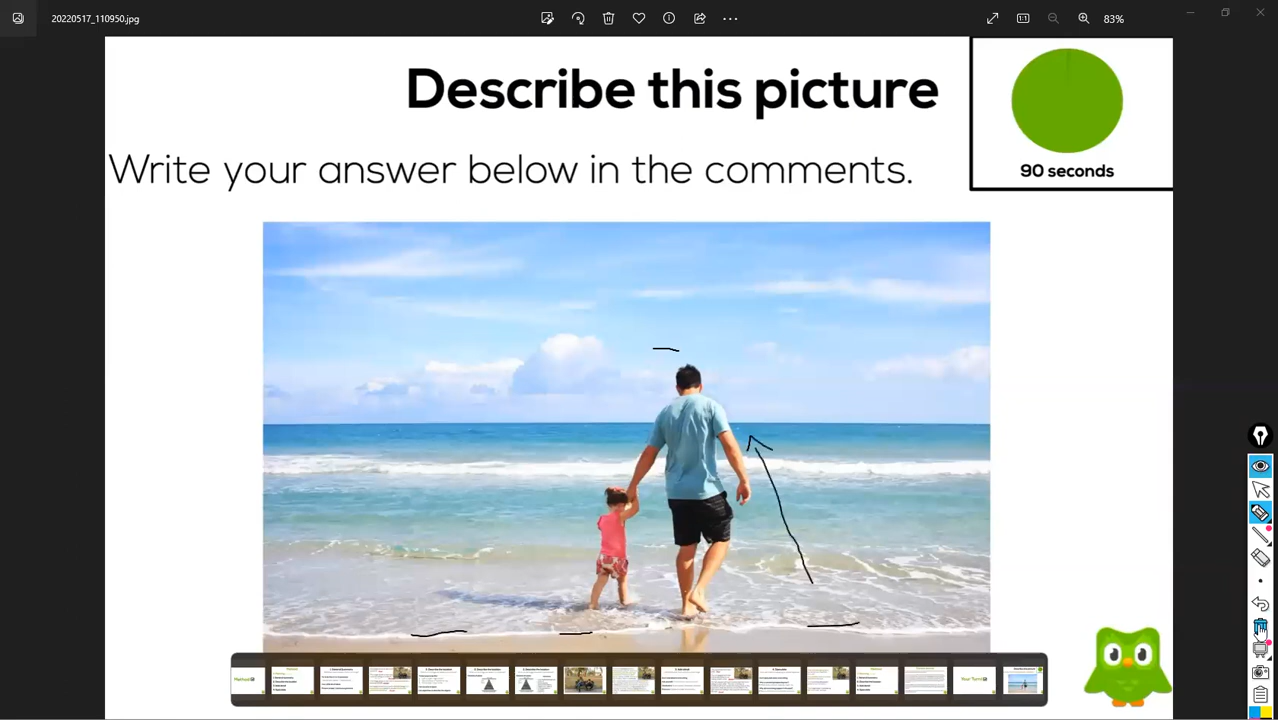 20220517_110950.jpg
83%
Describe this picture
Write your answer below in the comments.
90 seconds